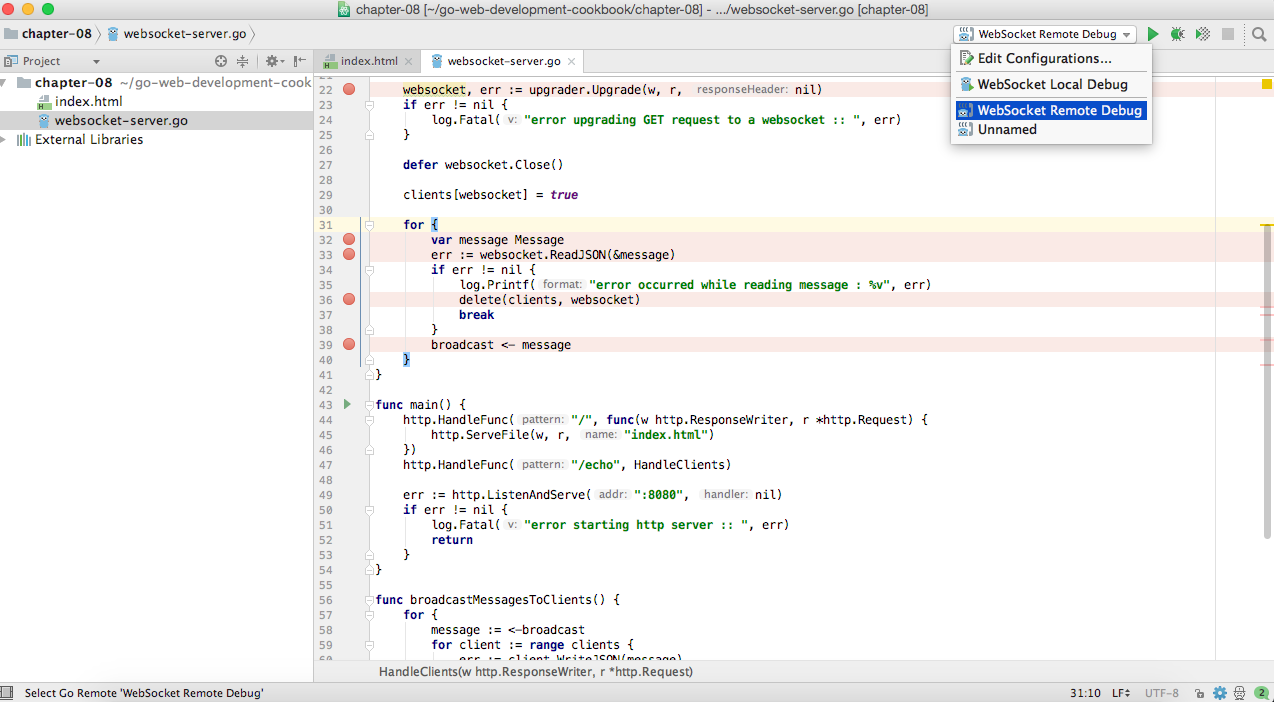 chapter-08 [~/go-web-development-cookbook/chapter-08] - .../websocket-server.go [chapter-08]
chapter-08
websocket-server.go
WebSocket Remote Debug
Project
index.html
websocket-server.go
Edit Configurations...
WebSocket Local Debug
WebSocket Remote Debug
Unnamed
chapter-08 ~/go-web-development-cook
index.html
websocket-server.go
External Libraries
22 websocket, err := upgrader.Upgrade(w, r, responseHeader: nil)
23 if err != nil {
24 log.Fatal( v: "error upgrading GET request to a websocket :: ", err)
25 }
26
27 defer websocket.Close()
28
29 clients[websocket] = true
30
31 for {
32 var message Message
33 err := websocket.ReadJSON(&message)
34 if err != nil {
35 log.Printf( format: "error occurred while reading message : %v", err)
36 delete(clients, websocket)
37 break
38 }
39 broadcast <- message
40 }
41 }
42
43 func main() {
44 http.HandleFunc( pattern: "/", func(w http.ResponseWriter, r *http.Request) {
45 http.ServeFile(w, r, name: "index.html")
46 })
47 http.HandleFunc( pattern: "/echo", HandleClients)
48
49 err := http.ListenAndServe( addr: ":8080", handler: nil)
50 if err != nil {
51 log.Fatal( v: "error starting http server :: ", err)
52 return
53 }
54 }
55
56 func broadcastMessagesToClients() {
57 for {
58 message := <-broadcast
59 for client := range clients {
60 err := client.WriteJSON(message)
HandleClients(w http.ResponseWriter, r *http.Request)
Select Go Remote 'WebSocket Remote Debug'
31:10 LF UTF-8 2